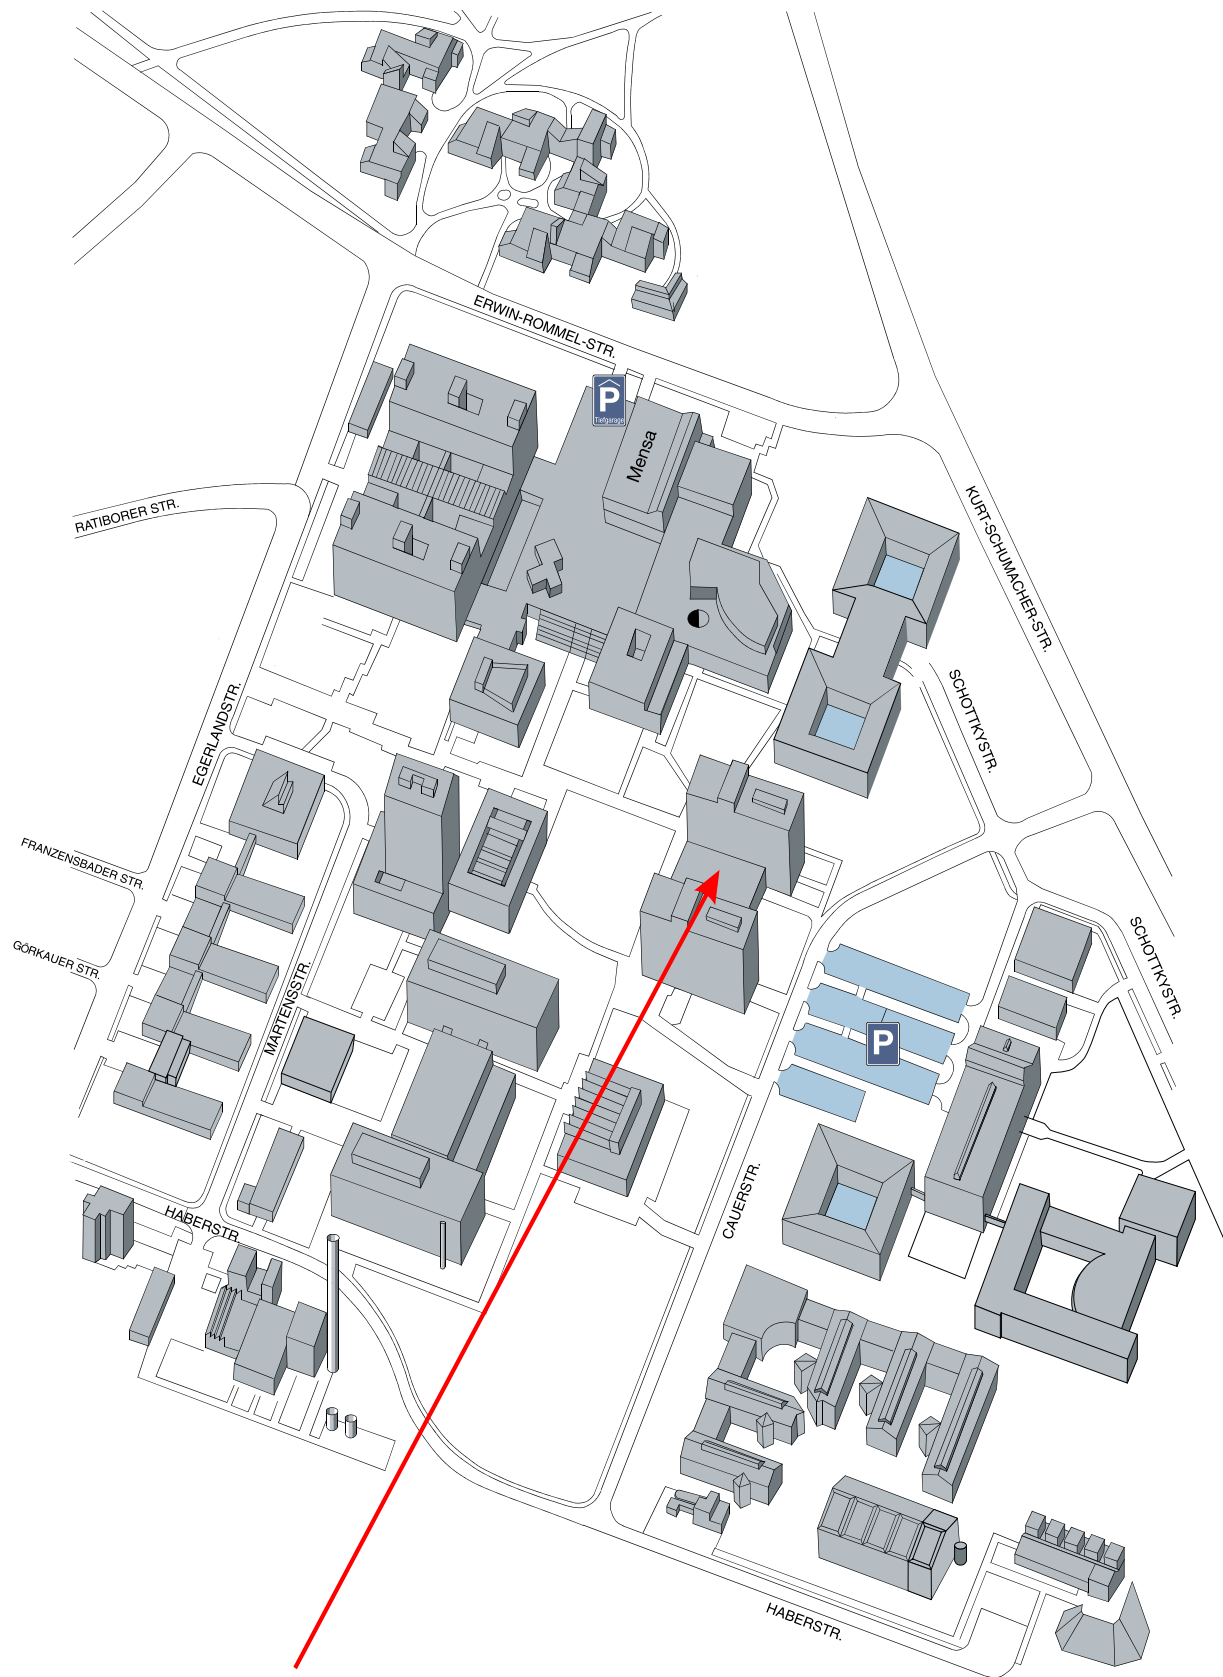 ERWIN-ROMMEL-STR.
P
Tiefgarage
Mensa
RATIBORER STR.
KURT-SCHUMACHER-STR.
EGERLANDSTR.
SCHOTTKYSTR.
FRANZENSBADER STR.
GÖRKAUER STR.
MARTENSSTR.
SCHOTTKYSTR.
P
CAUERSTR.
HABERSTR.
HABERSTR.